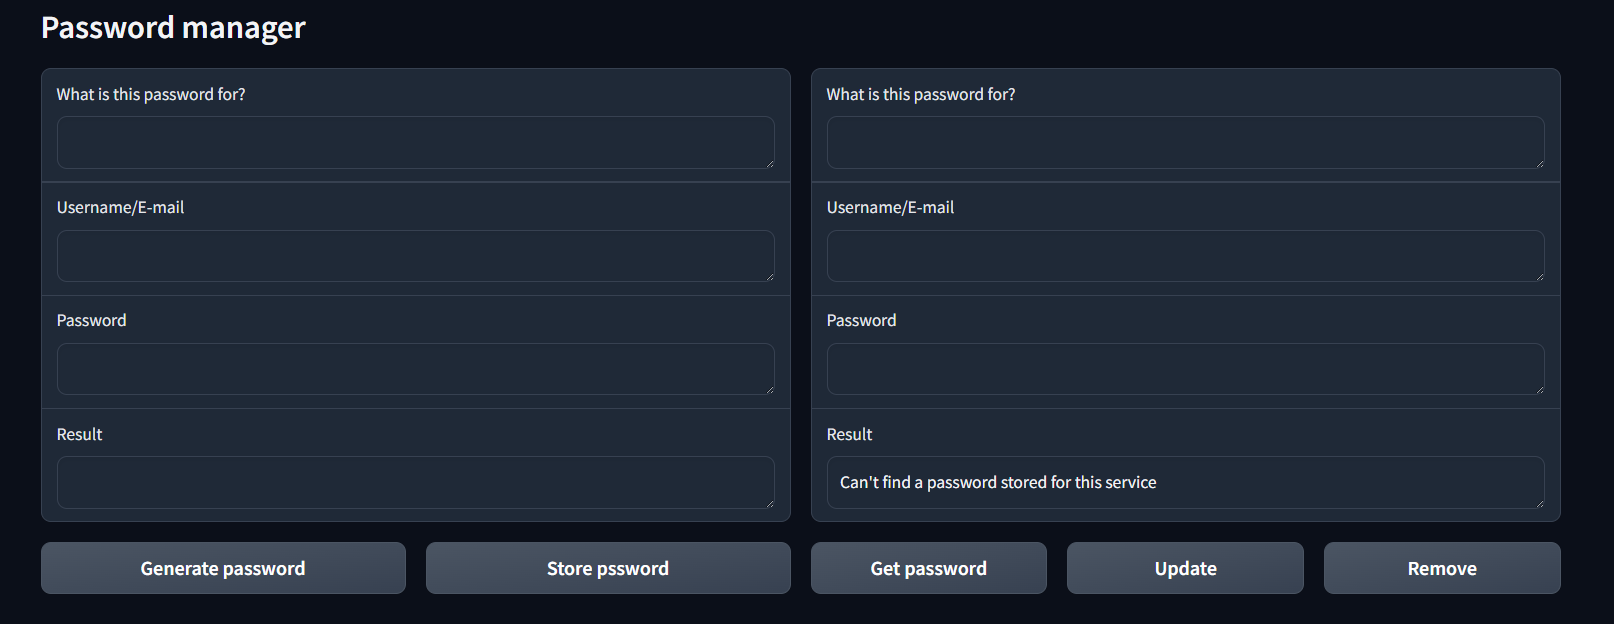 Password manager
What is this password for?
Username/E-mail
Password
Result
Generate password
Store pssword
What is this password for?
Username/E-mail
Password
Result
Can't find a password stored for this service
Get password
Update
Remove